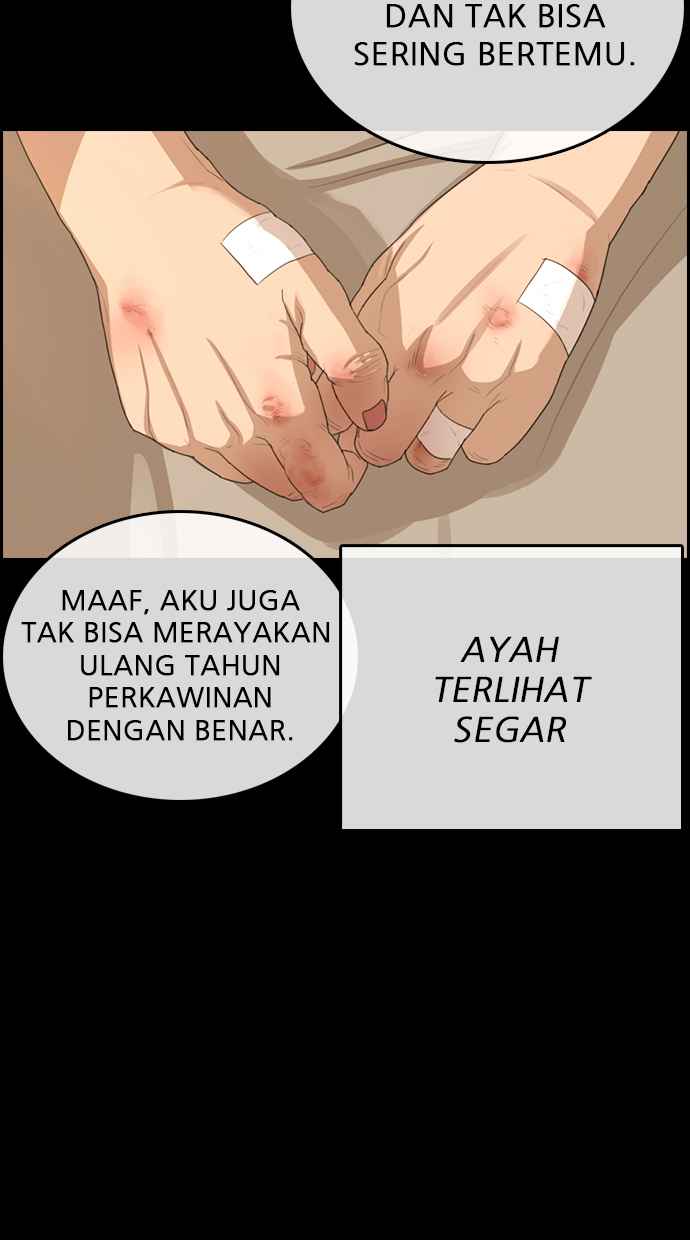 DAN TAK BISA
SERING BERTEMU.
MAAF, AKU JUGA
TAK BISA MERAYAKAN
ULANG TAHUN
PERKAWINAN
DENGAN BENAR.
AYAH
TERLIHAT
SEGAR